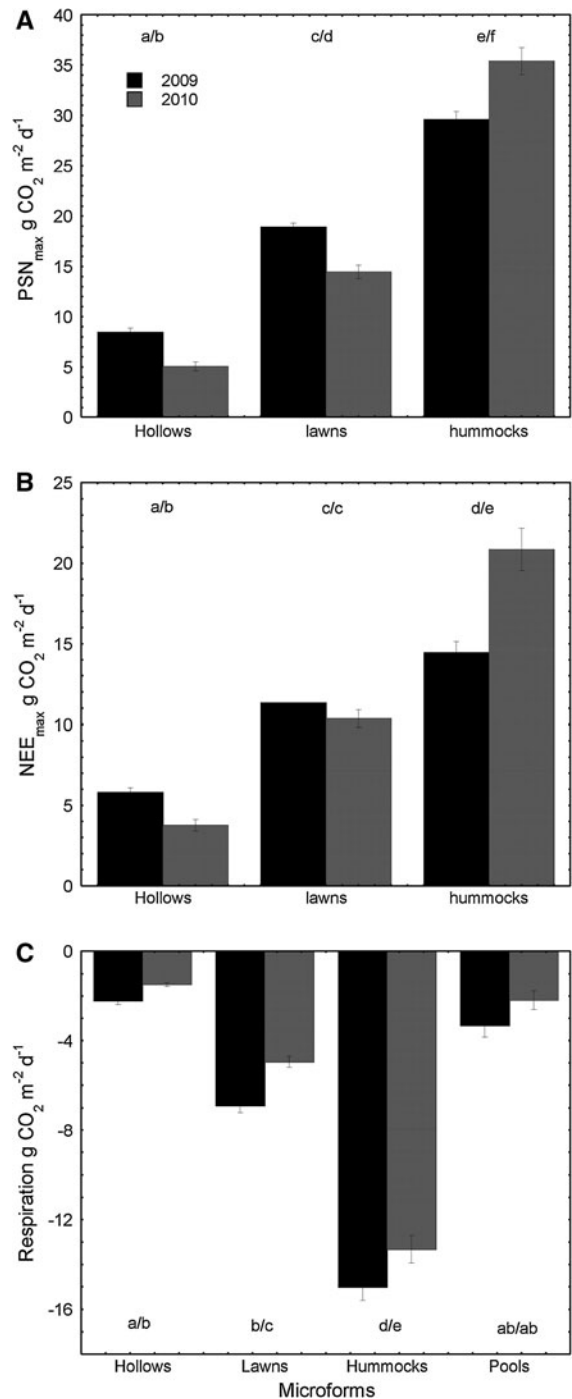 A
40
35
30
25
20
15
10
5
0
a/b c/d e/f
2009
2010
PSNmax g CO2 m-2 d-1
Hollows lawns hummocks
B
25
20
15
10
5
0
a/b c/c d/e
NEEmax g CO2 m-2 d-1
Hollows lawns hummocks
C
0
-4
-8
-12
-16
Respiration g CO2 m-2 d-1
a/b b/c d/e ab/ab
Hollows Lawns Hummocks Pools
Microforms